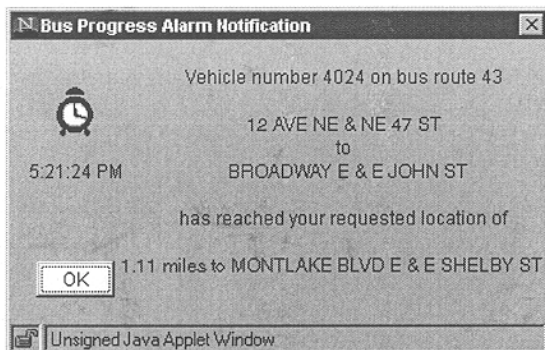 N Bus Progress Alarm Notification
Vehicle number 4024 on bus route 43
12 AVE NE & NE 47 ST
to
5:21:24 PM
BROADWAY E & E JOHN ST
has reached your requested location of
1.11 miles to MONTLAKE BLVD E & E SHELBY ST
OK
Unsigned Java Applet Window